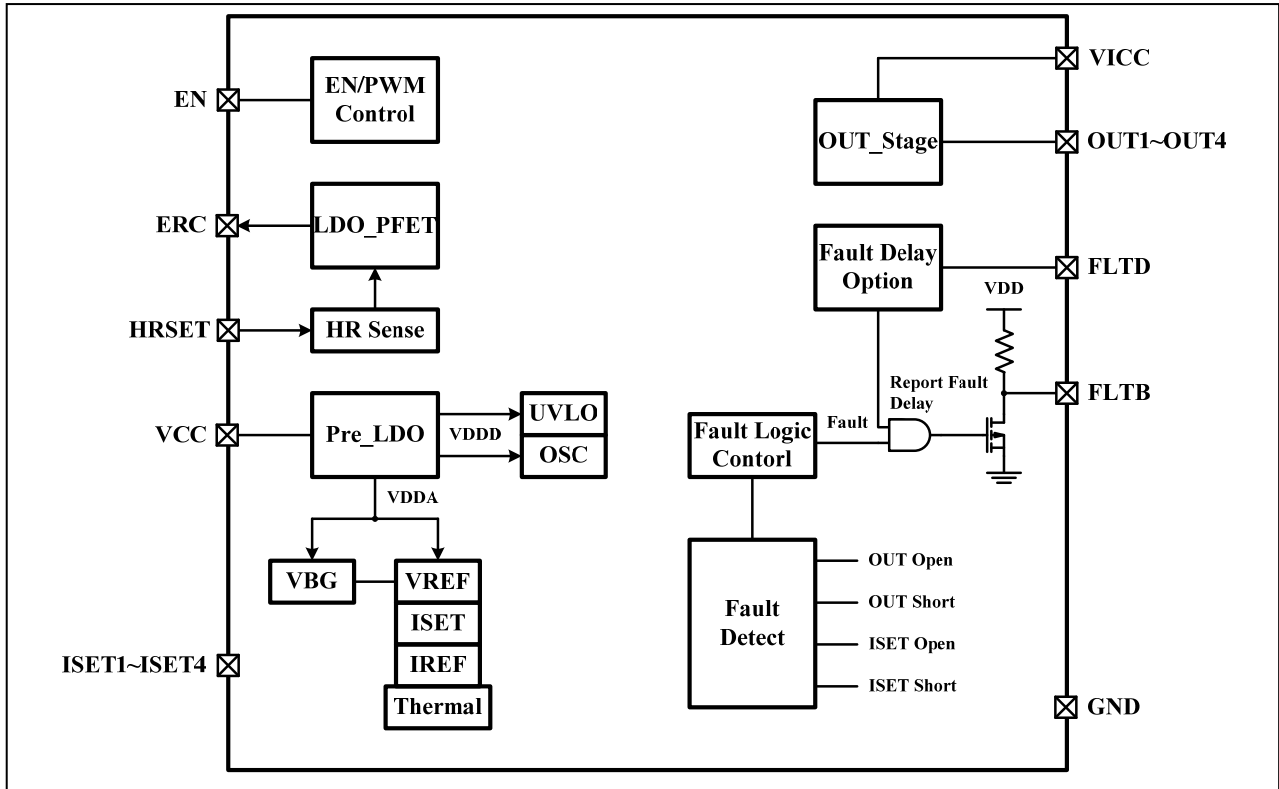 EN
EN/PWM
Control
ERC
LDO_PFET
HRSET
HR Sense
VCC
Pre_LDO
VDDD
UVLO
OSC
VDDA
VBG
VREF
ISET
IREF
Thermal
ISET1~ISET4
VICC
OUT_Stage
OUT1~OUT4
Fault Delay
Option
FLTD
VDD
Report Fault
Delay
FLTB
Fault Logic
Contorl
Fault
Fault
Detect
OUT Open
OUT Short
ISET Open
ISET Short
GND